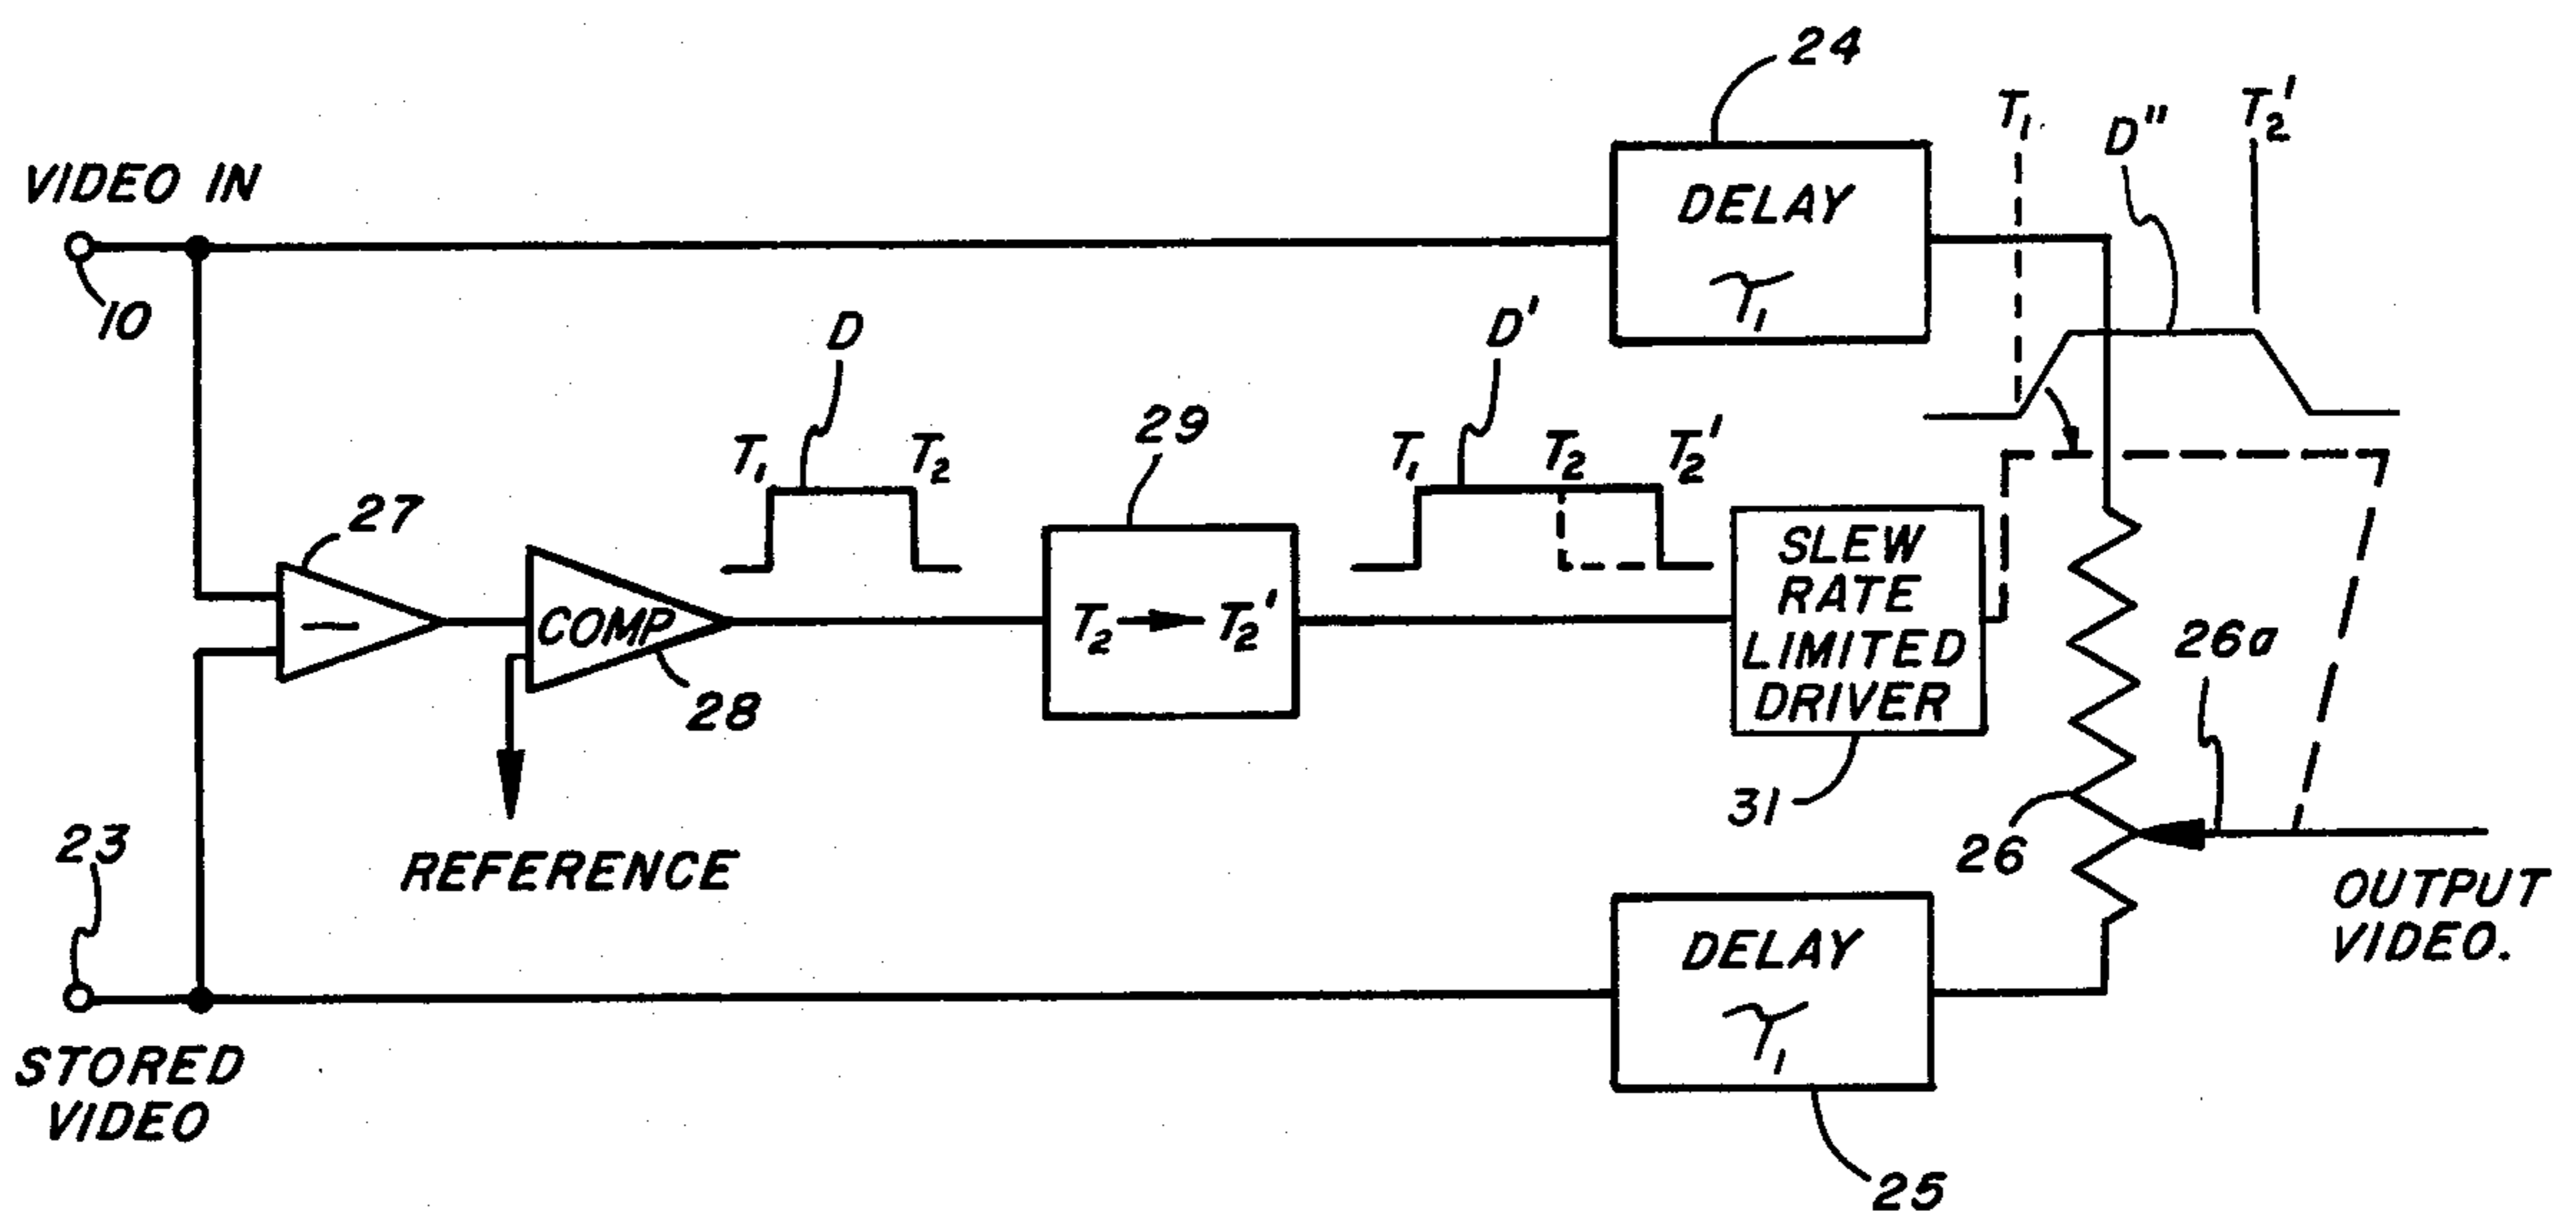 24
T₁
D"
T₂'
VIDEO IN
DELAY
τ₁
10
D
D'
29
T₁
T₂
T₁
T₂
T₂'
27
SLEW
RATE
LIMITED
DRIVER
COMP
T₂ → T₂'
26a
28
31
26
23
REFERENCE
OUTPUT
VIDEO.
DELAY
τ₁
STORED
VIDEO
25